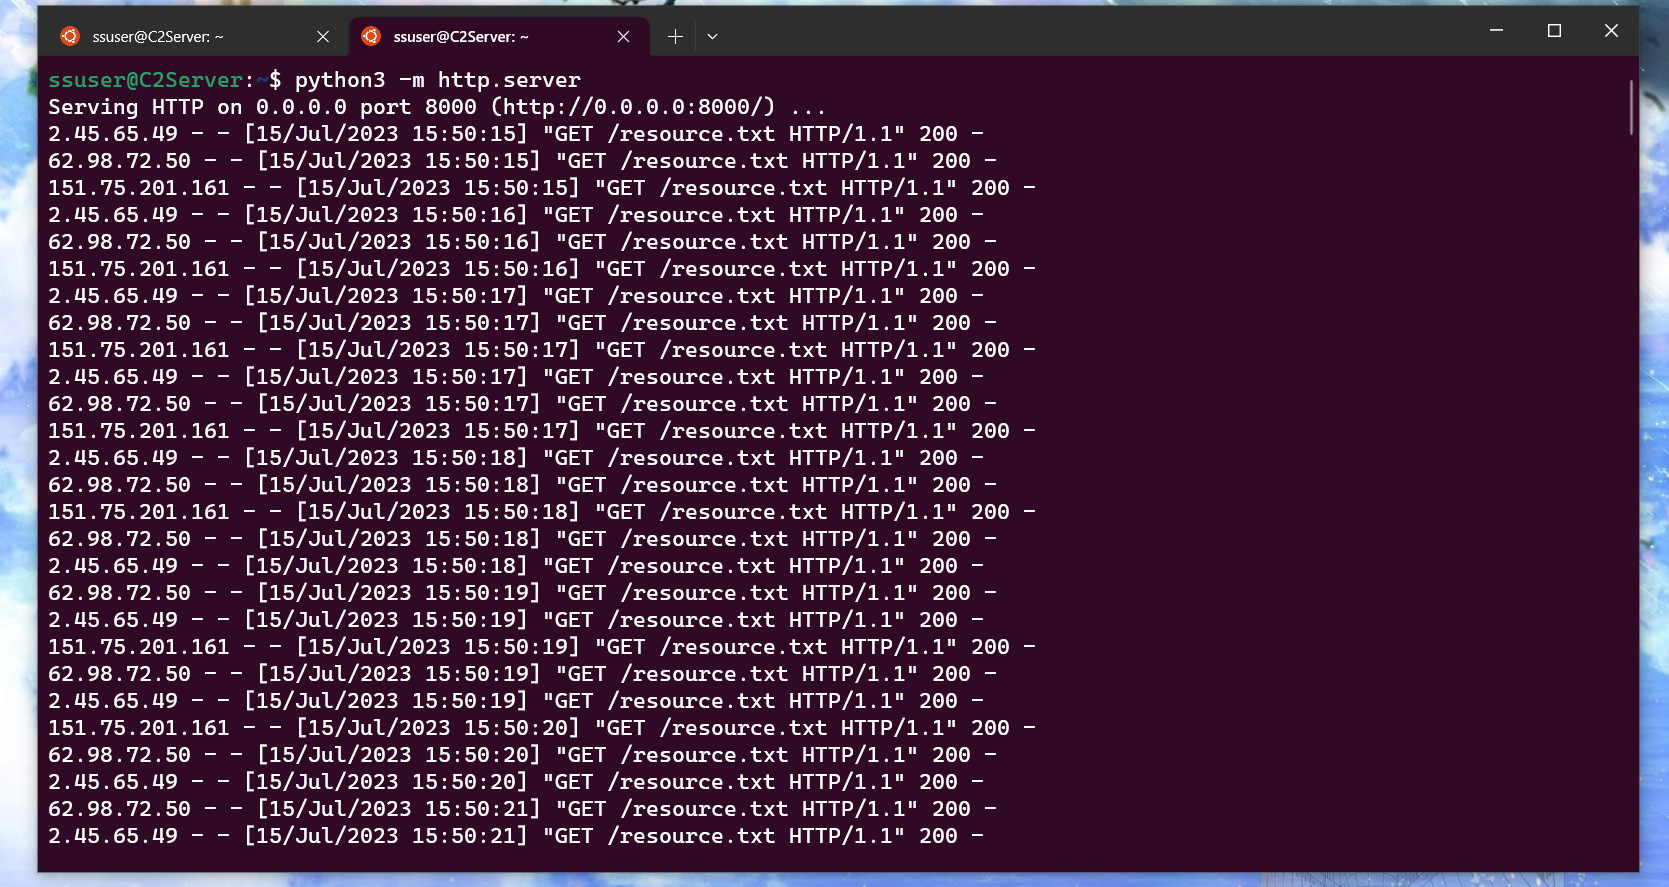 ssuser@C2Server: ~
ssuser@C2Server: ~
ssuser@C2Server:~$ python3 -m http.server
Serving HTTP on 0.0.0.0 port 8000 (http://0.0.0.0:8000/) ...
2.45.65.49 - - [15/Jul/2023 15:50:15] "GET /resource.txt HTTP/1.1" 200 -
62.98.72.50 - - [15/Jul/2023 15:50:15] "GET /resource.txt HTTP/1.1" 200 -
151.75.201.161 - - [15/Jul/2023 15:50:15] "GET /resource.txt HTTP/1.1" 200 -
2.45.65.49 - - [15/Jul/2023 15:50:16] "GET /resource.txt HTTP/1.1" 200 -
62.98.72.50 - - [15/Jul/2023 15:50:16] "GET /resource.txt HTTP/1.1" 200 -
151.75.201.161 - - [15/Jul/2023 15:50:16] "GET /resource.txt HTTP/1.1" 200 -
2.45.65.49 - - [15/Jul/2023 15:50:17] "GET /resource.txt HTTP/1.1" 200 -
62.98.72.50 - - [15/Jul/2023 15:50:17] "GET /resource.txt HTTP/1.1" 200 -
151.75.201.161 - - [15/Jul/2023 15:50:17] "GET /resource.txt HTTP/1.1" 200 -
2.45.65.49 - - [15/Jul/2023 15:50:17] "GET /resource.txt HTTP/1.1" 200 -
62.98.72.50 - - [15/Jul/2023 15:50:17] "GET /resource.txt HTTP/1.1" 200 -
151.75.201.161 - - [15/Jul/2023 15:50:17] "GET /resource.txt HTTP/1.1" 200 -
2.45.65.49 - - [15/Jul/2023 15:50:18] "GET /resource.txt HTTP/1.1" 200 -
62.98.72.50 - - [15/Jul/2023 15:50:18] "GET /resource.txt HTTP/1.1" 200 -
151.75.201.161 - - [15/Jul/2023 15:50:18] "GET /resource.txt HTTP/1.1" 200 -
62.98.72.50 - - [15/Jul/2023 15:50:18] "GET /resource.txt HTTP/1.1" 200 -
2.45.65.49 - - [15/Jul/2023 15:50:18] "GET /resource.txt HTTP/1.1" 200 -
62.98.72.50 - - [15/Jul/2023 15:50:19] "GET /resource.txt HTTP/1.1" 200 -
2.45.65.49 - - [15/Jul/2023 15:50:19] "GET /resource.txt HTTP/1.1" 200 -
151.75.201.161 - - [15/Jul/2023 15:50:19] "GET /resource.txt HTTP/1.1" 200 -
62.98.72.50 - - [15/Jul/2023 15:50:19] "GET /resource.txt HTTP/1.1" 200 -
2.45.65.49 - - [15/Jul/2023 15:50:19] "GET /resource.txt HTTP/1.1" 200 -
151.75.201.161 - - [15/Jul/2023 15:50:20] "GET /resource.txt HTTP/1.1" 200 -
62.98.72.50 - - [15/Jul/2023 15:50:20] "GET /resource.txt HTTP/1.1" 200 -
2.45.65.49 - - [15/Jul/2023 15:50:20] "GET /resource.txt HTTP/1.1" 200 -
62.98.72.50 - - [15/Jul/2023 15:50:21] "GET /resource.txt HTTP/1.1" 200 -
2.45.65.49 - - [15/Jul/2023 15:50:21] "GET /resource.txt HTTP/1.1" 200 -